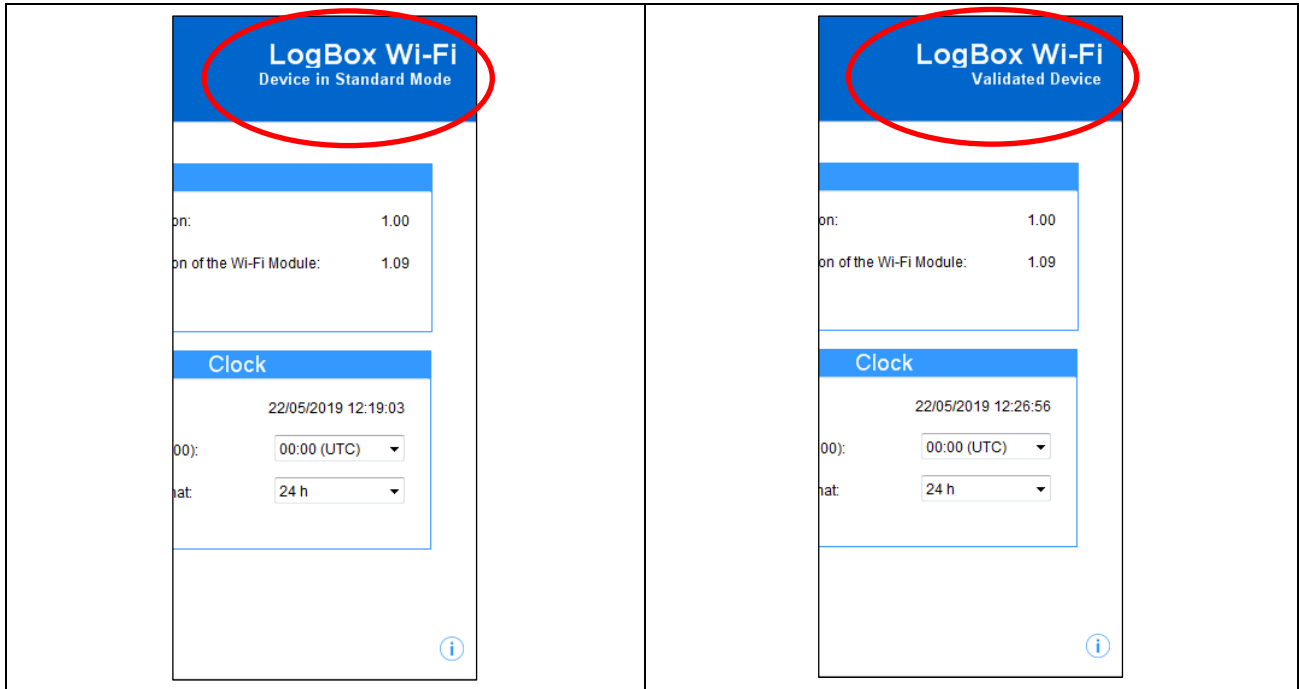 LogBox Wi-Fi
Device in Standard Mode
on: 1.00
on of the Wi-Fi Module: 1.09
Clock
22/05/2019 12:19:03
00): 00:00 (UTC)
nat: 24 h
i
LogBox Wi-Fi
Validated Device
on: 1.00
on of the Wi-Fi Module: 1.09
Clock
22/05/2019 12:26:56
00): 00:00 (UTC)
nat: 24 h
i